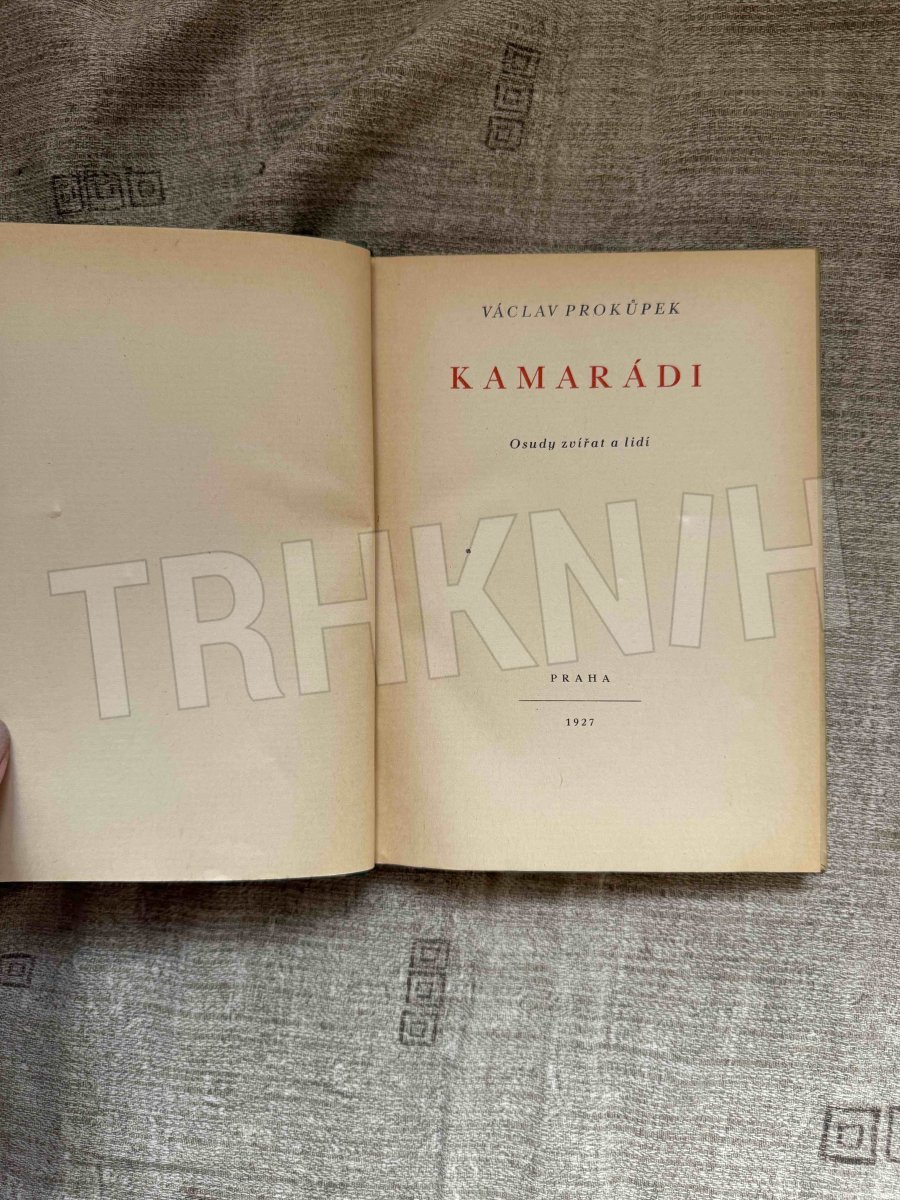 VÁCLAV PROKŮPEK
KAMARÁDI
Osudy zvířat a lidí
TRHKNIH
PRAHA
1927